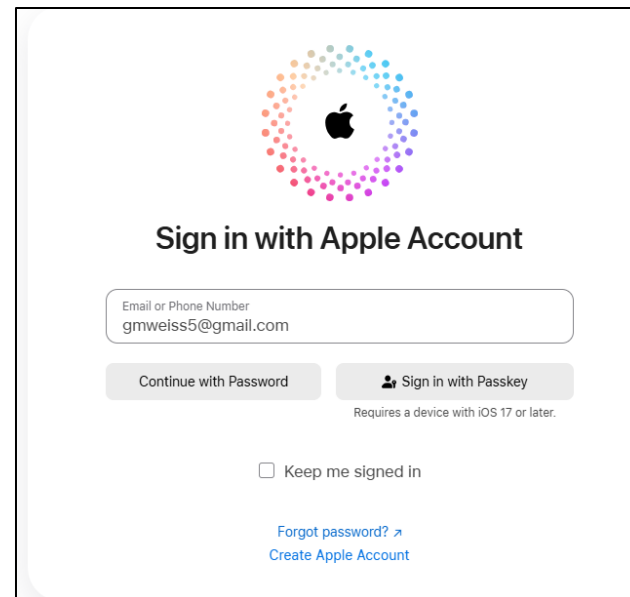 Sign in with Apple Account
Email or Phone Number
gmweiss5@gmail.com
Continue with Password
Sign in with Passkey
Requires a device with iOS 17 or later.
Keep me signed in
Forgot password? ↗
Create Apple Account